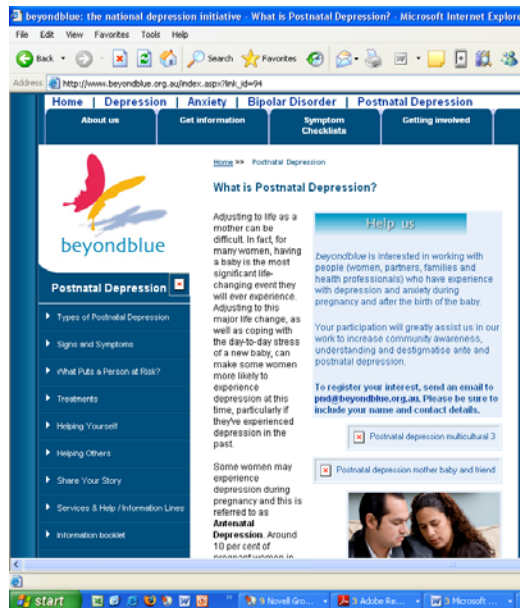 beyondblue: the national depression initiative - What is Postnatal Depression? - Microsoft Internet Explore
File Edit View Favorites Tools Help
Back Search Favorites
Address http://www.beyondblue.org.au/index.aspx?link_id=94
Home | Depression | Anxiety | Bipolar Disorder | Postnatal Depression
About us Get information Symptom Checklists Getting involved
Home >> Postnatal Depression
What is Postnatal Depression?
beyondblue
Postnatal Depression
Types of Postnatal Depression
Signs and Symptoms
What Puts a Person at Risk?
Treatments
Helping Yourself
Helping Others
Share Your Story
Services & Help / Information Lines
Information booklet
Adjusting to life as a
mother can be
difficult. In fact, for
many women, having
a baby is the most
significant life-
changing event they
will ever experience.
Adjusting to this
major life change, as
well as coping with
the day-to-day stress
of a new baby, can
make some women
more likely to
experience
depression at this
time, particularly if
they've experienced
depression in the
past.
Some women may
experience
depression during
pregnancy and this is
referred to as
Antenatal
Depression. Around
10 per cent of
pregnant women in
Help us
beyondblue is interested in working with
people (women, partners, families and
health professionals) who have experience
with depression and anxiety during
pregnancy and after the birth of the baby.
Your participation will greatly assist us in our
work to increase community awareness,
understanding and destigmatise ante and
postnatal depression.
To register your interest, send an email to
pnd@beyondblue.org.au. Please be sure to
include your name and contact details.
Postnatal depression multicultural 3
Postnatal depression mother baby and friend
start 9 Novell Gro... 3 Adobe Re... 3 Microsoft ...